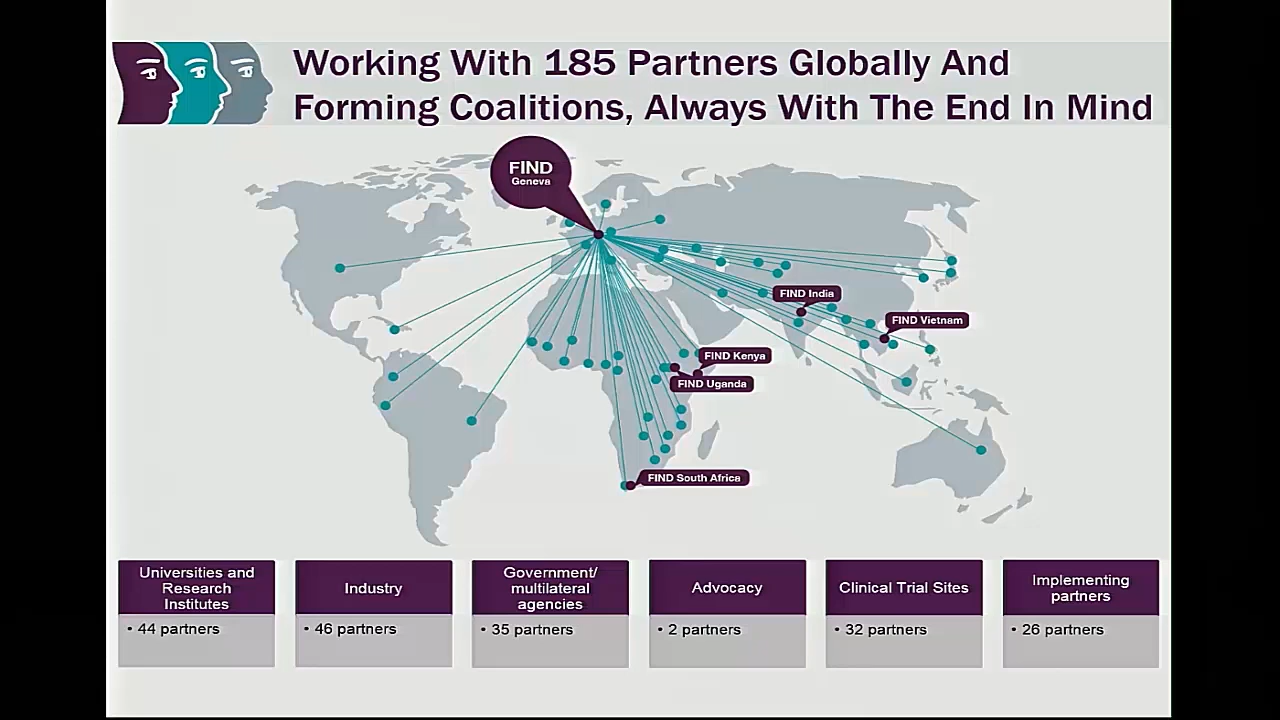 Working With 185 Partners Globally And
Forming Coalitions, Always With The End In Mind
FIND
Geneva
FIND India
FIND Vietnam
FIND Kenya
FIND Uganda
FIND South Africa
Universities and
Research
Institutes
• 44 partners
Industry
• 46 partners
Government/
multilateral
agencies
• 35 partners
Advocacy
• 2 partners
Clinical Trial Sites
• 32 partners
Implementing
partners
• 26 partners